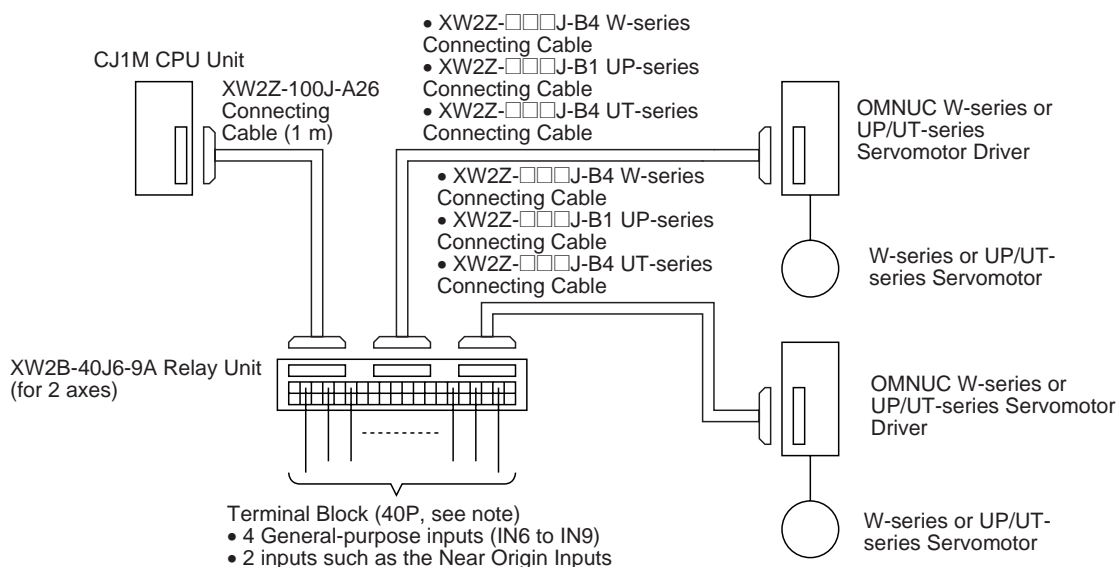 CJ1M CPU Unit
XW2Z-100J-A26
Connecting
Cable (1 m)
• XW2Z-□□□J-B4 W-series
Connecting Cable
• XW2Z-□□□J-B1 UP-series
Connecting Cable
• XW2Z-□□□J-B4 UT-series
Connecting Cable
OMNUC W-series or
UP/UT-series
Servomotor Driver
• XW2Z-□□□J-B4 W-series
Connecting Cable
• XW2Z-□□□J-B1 UP-series
Connecting Cable
• XW2Z-□□□J-B4 UT-series
Connecting Cable
W-series or UP/UT-
series Servomotor
XW2B-40J6-9A Relay Unit
(for 2 axes)
OMNUC W-series or
UP/UT-series Servomotor
Driver
W-series or UP/UT-
series Servomotor
Terminal Block (40P, see note)
• 4 General-purpose inputs (IN6 to IN9)
• 2 inputs such as the Near Origin Inputs